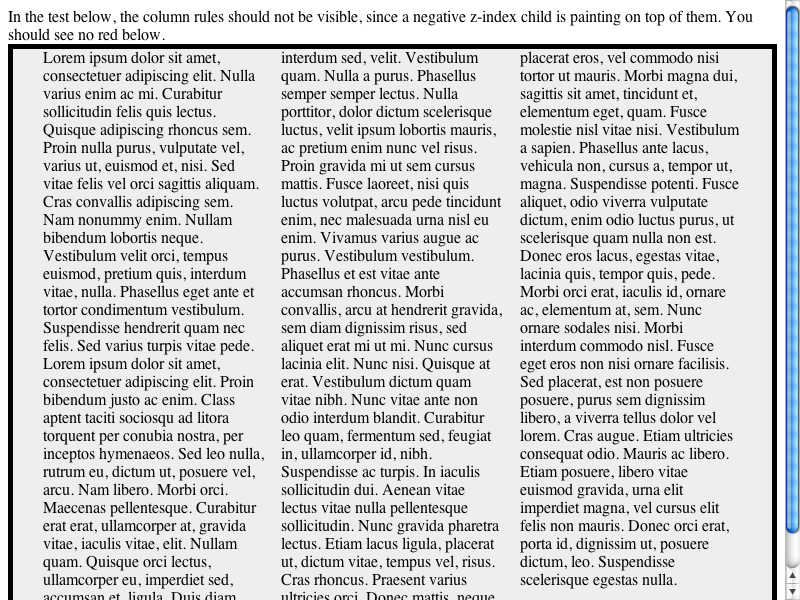 In the test below, the column rules should not be visible, since a negative z-index child is painting on top of them. You
should see no red below.
Lorem ipsum dolor sit amet,
consectetuer adipiscing elit. Nulla
varius enim ac mi. Curabitur
sollicitudin felis quis lectus.
Quisque adipiscing rhoncus sem.
Proin nulla purus, vulputate vel,
varius ut, euismod et, nisi. Sed
vitae felis vel orci sagittis aliquam.
Cras convallis adipiscing sem.
Nam nonummy enim. Nullam
bibendum lobortis neque.
Vestibulum velit orci, tempus
euismod, pretium quis, interdum
vitae, nulla. Phasellus eget ante et
tortor condimentum vestibulum.
Suspendisse hendrerit quam nec
felis. Sed varius turpis vitae pede.
Lorem ipsum dolor sit amet,
consectetuer adipiscing elit. Proin
bibendum justo ac enim. Class
aptent taciti sociosqu ad litora
torquent per conubia nostra, per
inceptos hymenaeos. Sed leo nulla,
rutrum eu, dictum ut, posuere vel,
arcu. Nam libero. Morbi orci.
Maecenas pellentesque. Curabitur
erat erat, ullamcorper at, gravida
vitae, iaculis vitae, elit. Nullam
quam. Quisque orci lectus,
ullamcorper eu, imperdiet sed,
accumsan et, ligula. Duis diam
interdum sed, velit. Vestibulum
quam. Nulla a purus. Phasellus
semper semper lectus. Nulla
porttitor, dolor dictum scelerisque
luctus, velit ipsum lobortis mauris,
ac pretium enim nunc vel risus.
Proin gravida mi ut sem cursus
mattis. Fusce laoreet, nisi quis
luctus volutpat, arcu pede tincidunt
enim, nec malesuada urna nisl eu
enim. Vivamus varius augue ac
purus. Vestibulum vestibulum.
Phasellus et est vitae ante
accumsan rhoncus. Morbi
convallis, arcu at hendrerit gravida,
sem diam dignissim risus, sed
aliquet erat mi ut mi. Nunc cursus
lacinia elit. Nunc nisi. Quisque at
erat. Vestibulum dictum quam
vitae nibh. Nunc vitae ante non
odio interdum blandit. Curabitur
leo quam, fermentum sed, feugiat
in, ullamcorper id, nibh.
Suspendisse ac turpis. In iaculis
sollicitudin dui. Aenean vitae
lectus vitae nulla pellentesque
sollicitudin. Nunc gravida pharetra
lectus. Etiam lacus ligula, placerat
ut, dictum vitae, tempus vel, risus.
Cras rhoncus. Praesent varius
ultricies orci. Donec mattis, neque
placerat eros, vel commodo nisi
tortor ut mauris. Morbi magna dui,
sagittis sit amet, tincidunt et,
elementum eget, quam. Fusce
molestie nisl vitae nisi. Vestibulum
a sapien. Phasellus ante lacus,
vehicula non, cursus a, tempor ut,
magna. Suspendisse potenti. Fusce
aliquet, odio viverra vulputate
dictum, enim odio luctus purus, ut
scelerisque quam nulla non est.
Donec eros lacus, egestas vitae,
lacinia quis, tempor quis, pede.
Morbi orci erat, iaculis id, ornare
ac, elementum at, sem. Nunc
ornare sodales nisi. Morbi
interdum commodo nisl. Fusce
eget eros non nisi ornare facilisis.
Sed placerat, est non posuere
posuere, purus sem dignissim
libero, a viverra tellus dolor vel
lorem. Cras augue. Etiam ultricies
consequat odio. Mauris ac libero.
Etiam posuere, libero vitae
euismod gravida, urna elit
imperdiet magna, vel cursus elit
felis non mauris. Donec orci erat,
porta id, dignissim ut, posuere
dictum, leo. Suspendisse
scelerisque egestas nulla.